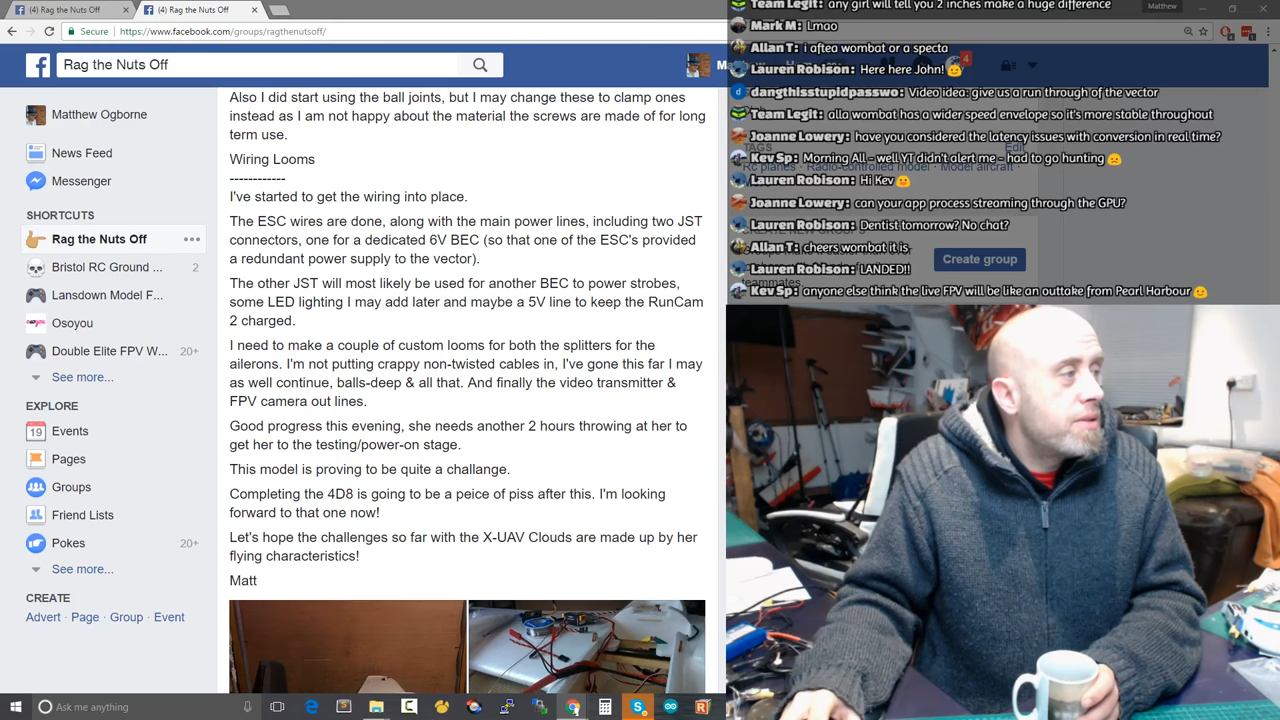 (4) Rag the Nuts Off
(4) Rag the Nuts Off
Matthew
Secure
https://www.facebook.com/groups/ragthenutsoff/
Rag the Nuts Off
4
Matthew Ogborne
News Feed
Messenger
SHORTCUTS
Rag the Nuts Off
Bristol RC Ground ... 2
Lansdown Model F...
Osoyou
Double Elite FPV W... 20+
See more...
EXPLORE
19 Events
Pages
Groups
Friend Lists
Pokes 20+
See more...
CREATE
Advert · Page · Group · Event
Also I did start using the ball joints, but I may change these to clamp ones
instead as I am not happy about the material the screws are made of for long
term use.
Wiring Looms
------------
I've started to get the wiring into place.
The ESC wires are done, along with the main power lines, including two JST
connectors, one for a dedicated 6V BEC (so that one of the ESC's provided
a redundant power supply to the vector).
The other JST will most likely be used for another BEC to power strobes,
some LED lighting I may add later and maybe a 5V line to keep the RunCam
2 charged.
I need to make a couple of custom looms for both the splitters for the
ailerons. I'm not putting crappy non-twisted cables in, I've gone this far I may
as well continue, balls-deep & all that. And finally the video transmitter &
FPV camera out lines.
Good progress this evening, she needs another 2 hours throwing at her to
get her to the testing/power-on stage.
This model is proving to be quite a challange.
Completing the 4D8 is going to be a peice of piss after this. I'm looking
forward to that one now!
Let's hope the challenges so far with the X-UAV Clouds are made up by her
flying characteristics!
Matt
Team Legit: any girl will tell you 2 inches make a huge difference
Mark M: Lmao
Allan T: i aftea wombat or a specta
Lauren Robison: Here here John!
dangthisstupidpasswo: Video idea: give us a run through of the vector
Team Legit: alla wombat has a wider speed envelope so it's more stable throughout
Joanne Lowery: have you considered the latency issues with conversion in real time?
Kev Sp: Morning All - well YT didn't alert me - had to go hunting
Lauren Robison: Hi Kev
Joanne Lowery: can your app process streaming through the GPU?
Lauren Robison: Dentist tomorrow? No chat?
Allan T: cheers wombat it is
Lauren Robison: LANDED!!
Kev Sp: anyone else think the live FPV will be like an outtake from Pearl Harbour
TAGS
Edit
Rc planes · Radio-controlled model · Model aircraft
Create group
Ask me anything